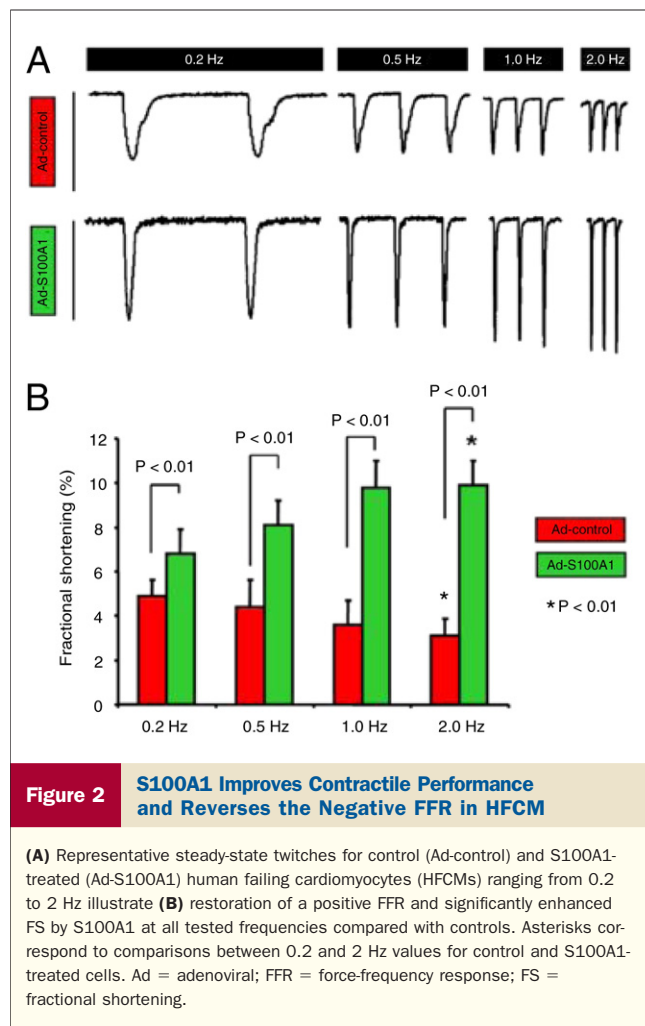 A
0.2 Hz 0.5 Hz 1.0 Hz 2.0 Hz
Ad-control
Ad-S100A1
B
P < 0.01
P < 0.01
P < 0.01
P < 0.01
Fractional shortening (%)
12
10
8
6
4
2
0
* *
0.2 Hz 0.5 Hz 1.0 Hz 2.0 Hz
Ad-control
Ad-S100A1
* P < 0.01
Figure 2
S100A1 Improves Contractile Performance
and Reverses the Negative FFR in HFCM
(A) Representative steady-state twitches for control (Ad-control) and S100A1-
treated (Ad-S100A1) human failing cardiomyocytes (HFCMs) ranging from 0.2
to 2 Hz illustrate (B) restoration of a positive FFR and significantly enhanced
FS by S100A1 at all tested frequencies compared with controls. Asterisks cor-
respond to comparisons between 0.2 and 2 Hz values for control and S100A1-
treated cells. Ad = adenoviral; FFR = force-frequency response; FS =
fractional shortening.